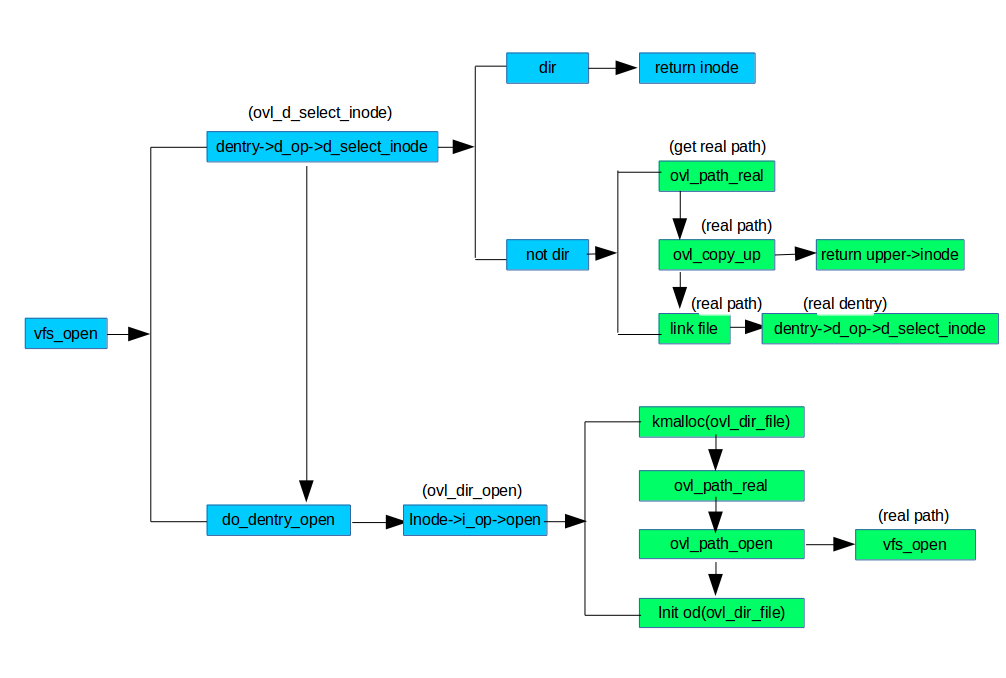 dir
return inode
(ovl_d_select_inode)
dentry->d_op->d_select_inode
(get real path)
ovl_path_real
(real path)
not dir
ovl_copy_up
return upper->inode
(real path)
(real dentry)
vfs_open
link file
dentry->d_op->d_select_inode
kmalloc(ovl_dir_file)
ovl_path_real
(ovl_dir_open)
do_dentry_open
Inode->i_op->open
(real path)
ovl_path_open
vfs_open
Init od(ovl_dir_file)